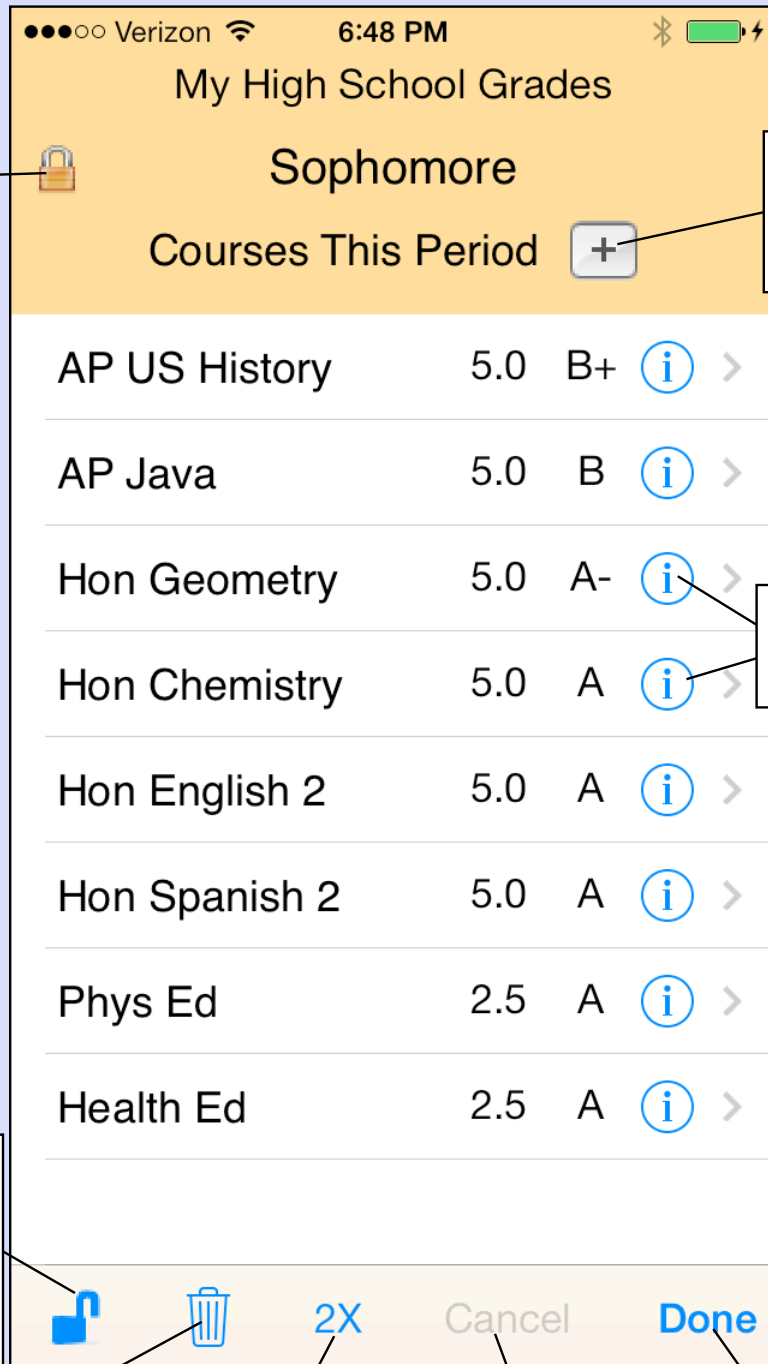 Verizon 6:48 PM
My High School Grades
Sophomore
Courses This Period +
AP US History 5.0 B+ i
AP Java 5.0 B i
Hon Geometry 5.0 A- i
Hon Chemistry 5.0 A i
Hon English 2 5.0 A i
Hon Spanish 2 5.0 A i
Phys Ed 2.5 A i
Health Ed 2.5 A i
2X Cancel Done